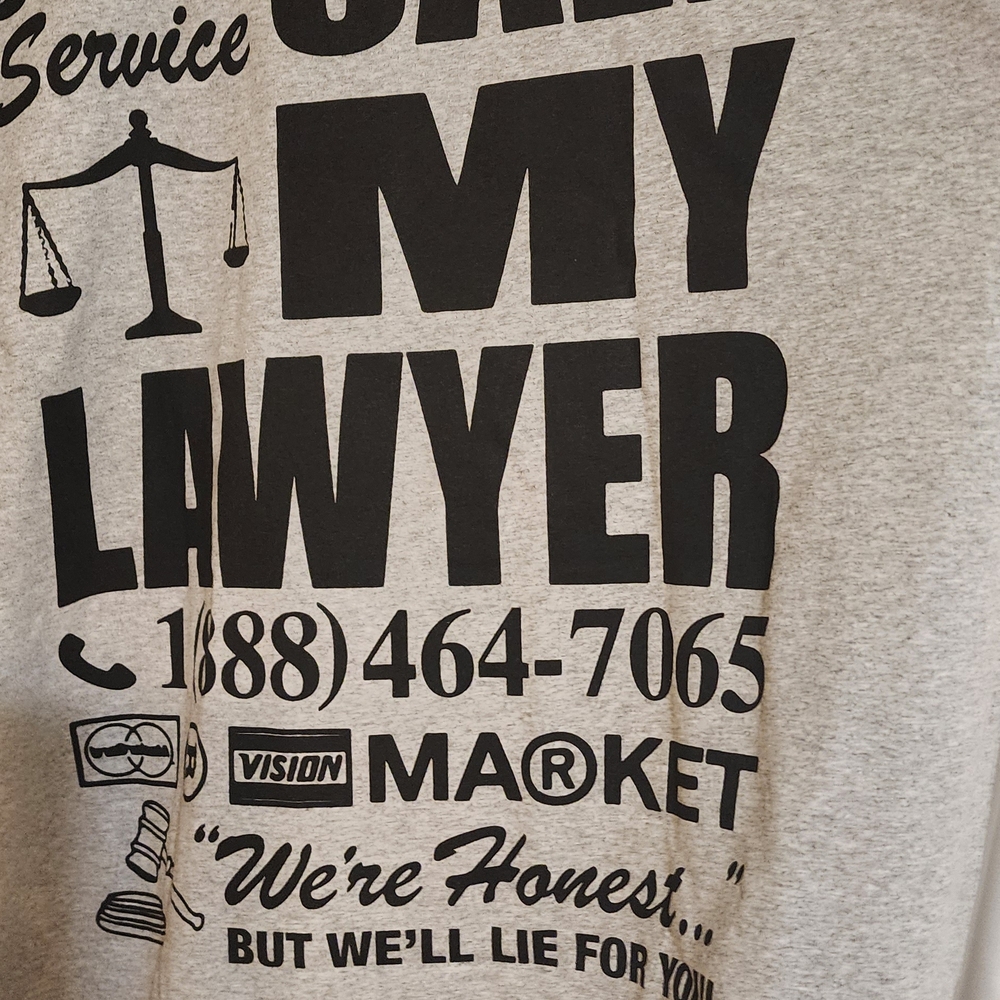 Service
MY
LAWYER
1(888) 464-7065
VISION MA®KET
"We're Honest..."
BUT WE'LL LIE FOR YOU!